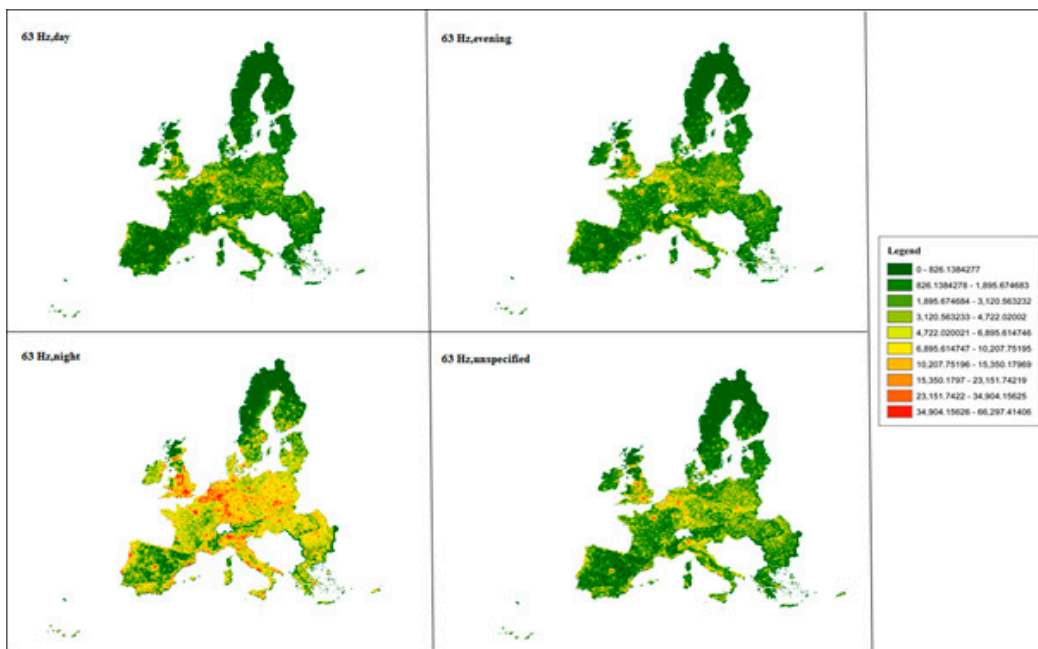 63 Hz,day
63 Hz,evening
63 Hz,night
63 Hz,unspecified
Legend
0 - 826.1384277
826.1384278 - 1,895.674683
1,895.674684 - 3,120.563232
3,120.563233 - 4,722.02002
4,722.020021 - 6,895.614746
6,895.614747 - 10,207.75195
10,207.75196 - 15,350.17969
15,350.1797 - 23,151.74219
23,151.7422 - 34,904.15625
34,904.15626 - 66,297.41406